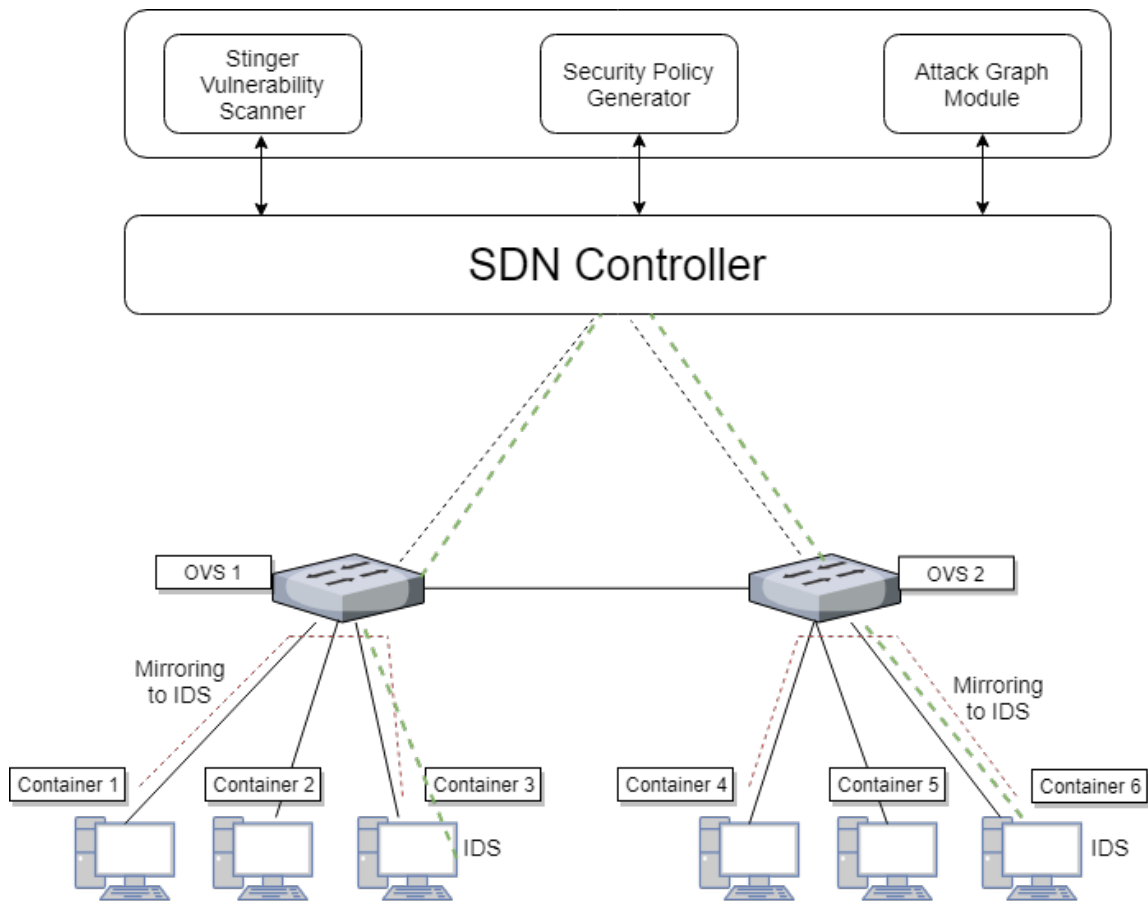 Stinger
Vulnerability
Scanner
Security Policy
Generator
Attack Graph
Module
SDN Controller
OVS 1
OVS 2
Mirroring
to IDS
Mirroring
to IDS
Container 1
Container 2
Container 3
Container 4
Container 5
Container 6
IDS
IDS